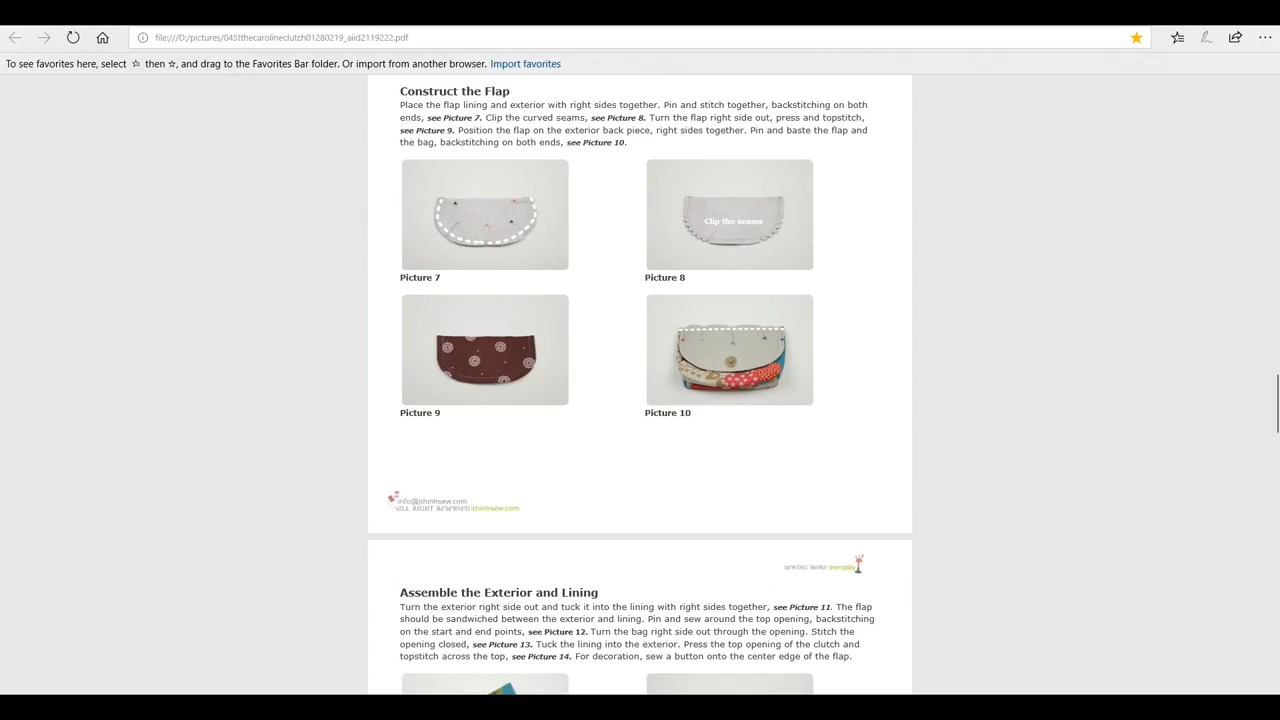 file:///D:/pictures/045tthecarolineclutch01280219_aiid2119222.pdf
To see favorites here, select ☆ then ☆, and drag to the Favorites Bar folder. Or import from another browser. Import favorites
Construct the Flap
Place the flap lining and exterior with right sides together. Pin and stitch together, backstitching on both
ends, see Picture 7. Clip the curved seams, see Picture 8. Turn the flap right side out, press and topstitch,
see Picture 9. Position the flap on the exterior back piece, right sides together. Pin and baste the flap and
the bag, backstitching on both ends, see Picture 10.
Clip the seams
Picture 7
Picture 8
Picture 9
Picture 10
info@ithinksew.com
ALL RIGHT RESERVED ithinksew.com
SEWING MORE everyday
Assemble the Exterior and Lining
Turn the exterior right side out and tuck it into the lining with right sides together, see Picture 11. The flap
should be sandwiched between the exterior and lining. Pin and sew around the top opening, backstitching
on the start and end points, see Picture 12. Turn the bag right side out through the opening. Stitch the
opening closed, see Picture 13. Tuck the lining into the exterior. Press the top opening of the clutch and
topstitch across the top, see Picture 14. For decoration, sew a button onto the center edge of the flap.